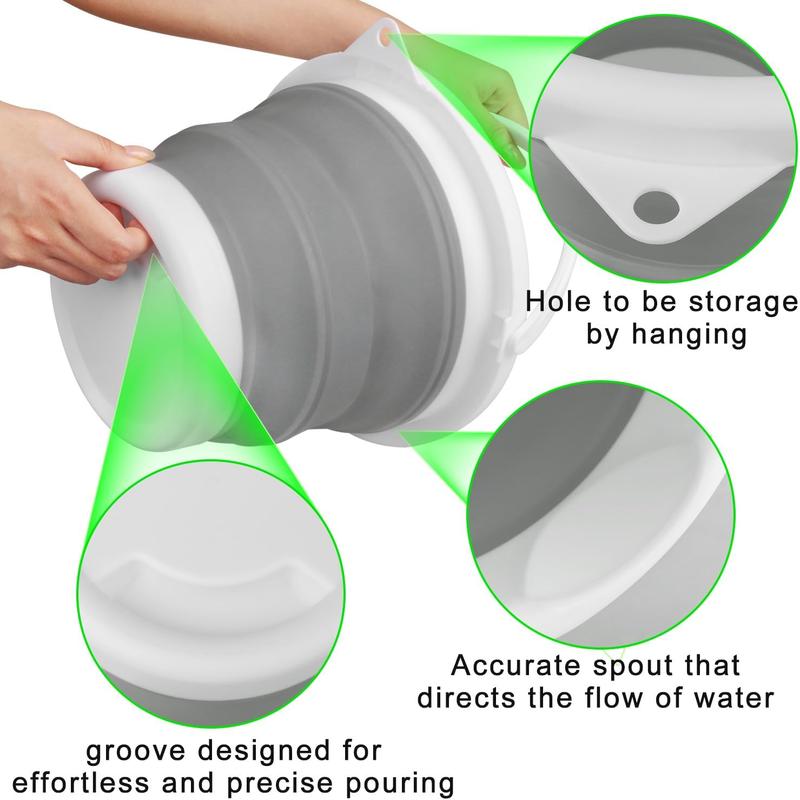 Hole to be storage
by hanging
Accurate spout that
directs the flow of water
groove designed for
effortless and precise pouring